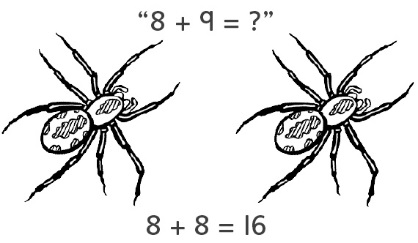 “8 + 9 = ?”
8 + 8 = 16